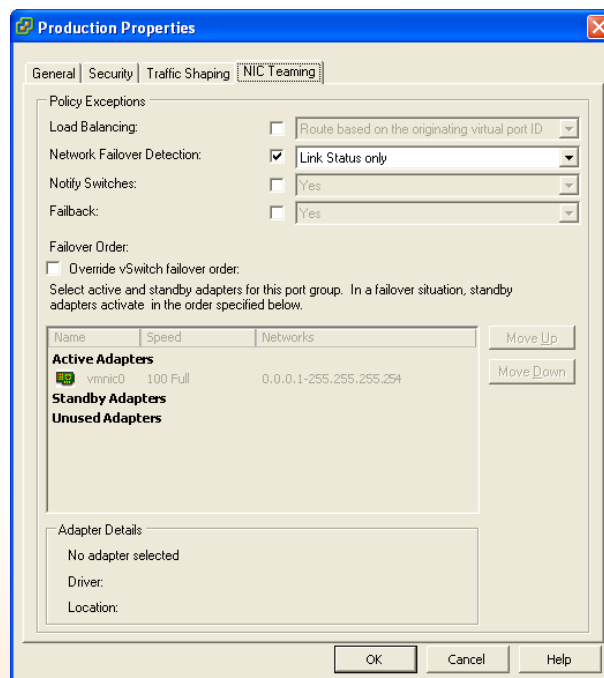 Production Properties
General Security Traffic Shaping NIC Teaming
Policy Exceptions
Load Balancing: Route based on the originating virtual port ID
Network Failover Detection: Link Status only
Notify Switches: Yes
Failback: Yes
Failover Order:
Override vSwitch failover order:
Select active and standby adapters for this port group. In a failover situation, standby
adapters activate in the order specified below.
Name Speed Networks Move Up
Active Adapters
vmnic0 100 Full 0.0.0.1-255.255.255.254 Move Down
Standby Adapters
Unused Adapters
Adapter Details
No adapter selected
Driver:
Location:
OK Cancel Help